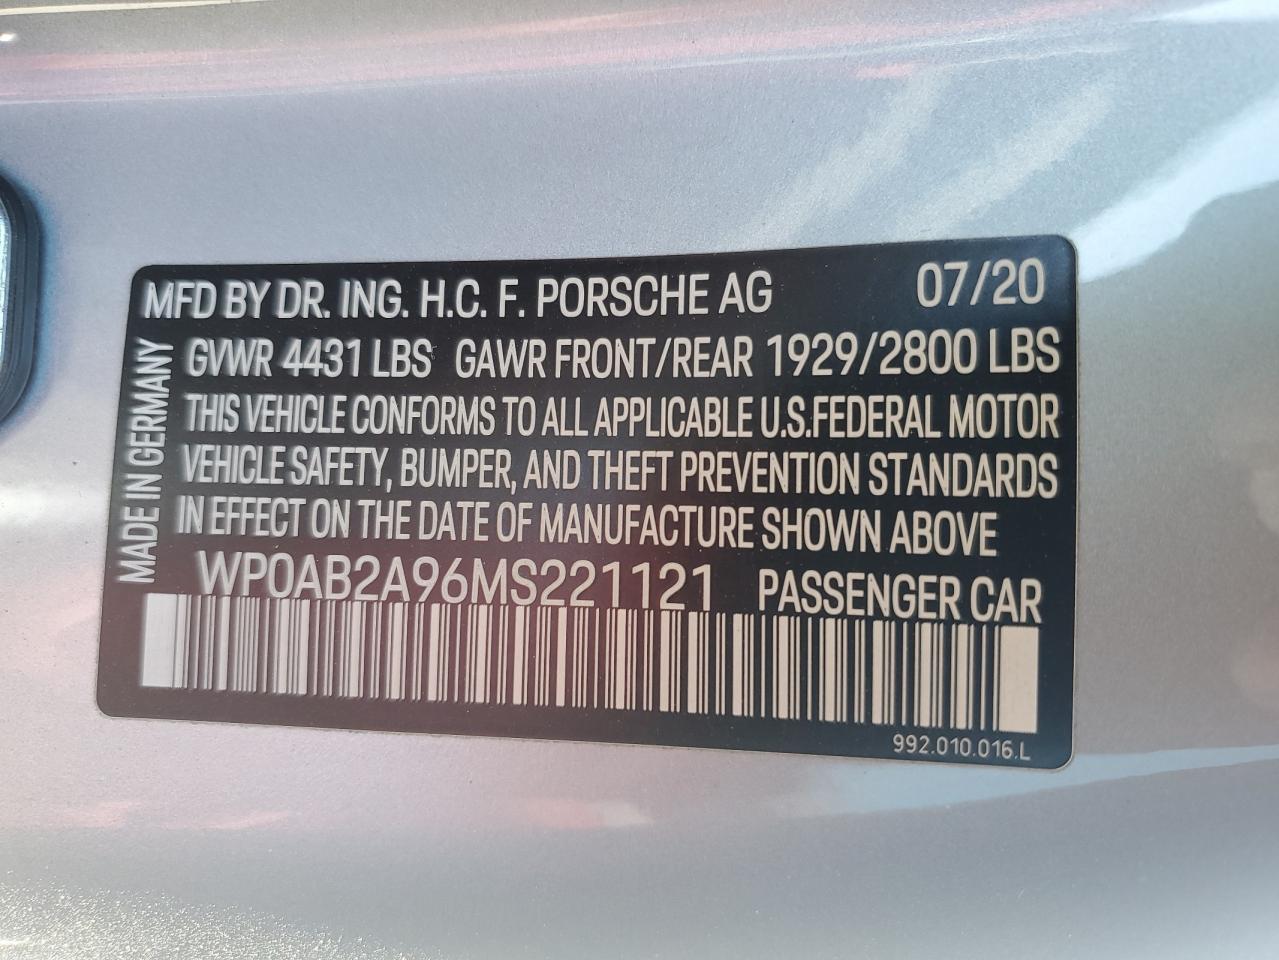 MFD BY DR. ING. H.C. F. PORSCHE AG 07/20
GVWR 4431 LBS GAWR FRONT/REAR 1929/2800 LBS
THIS VEHICLE CONFORMS TO ALL APPLICABLE U.S.FEDERAL MOTOR
VEHICLE SAFETY, BUMPER, AND THEFT PREVENTION STANDARDS
IN EFFECT ON THE DATE OF MANUFACTURE SHOWN ABOVE
MADE IN GERMANY
WP0AB2A96MS221121 PASSENGER CAR
992.010.016.L